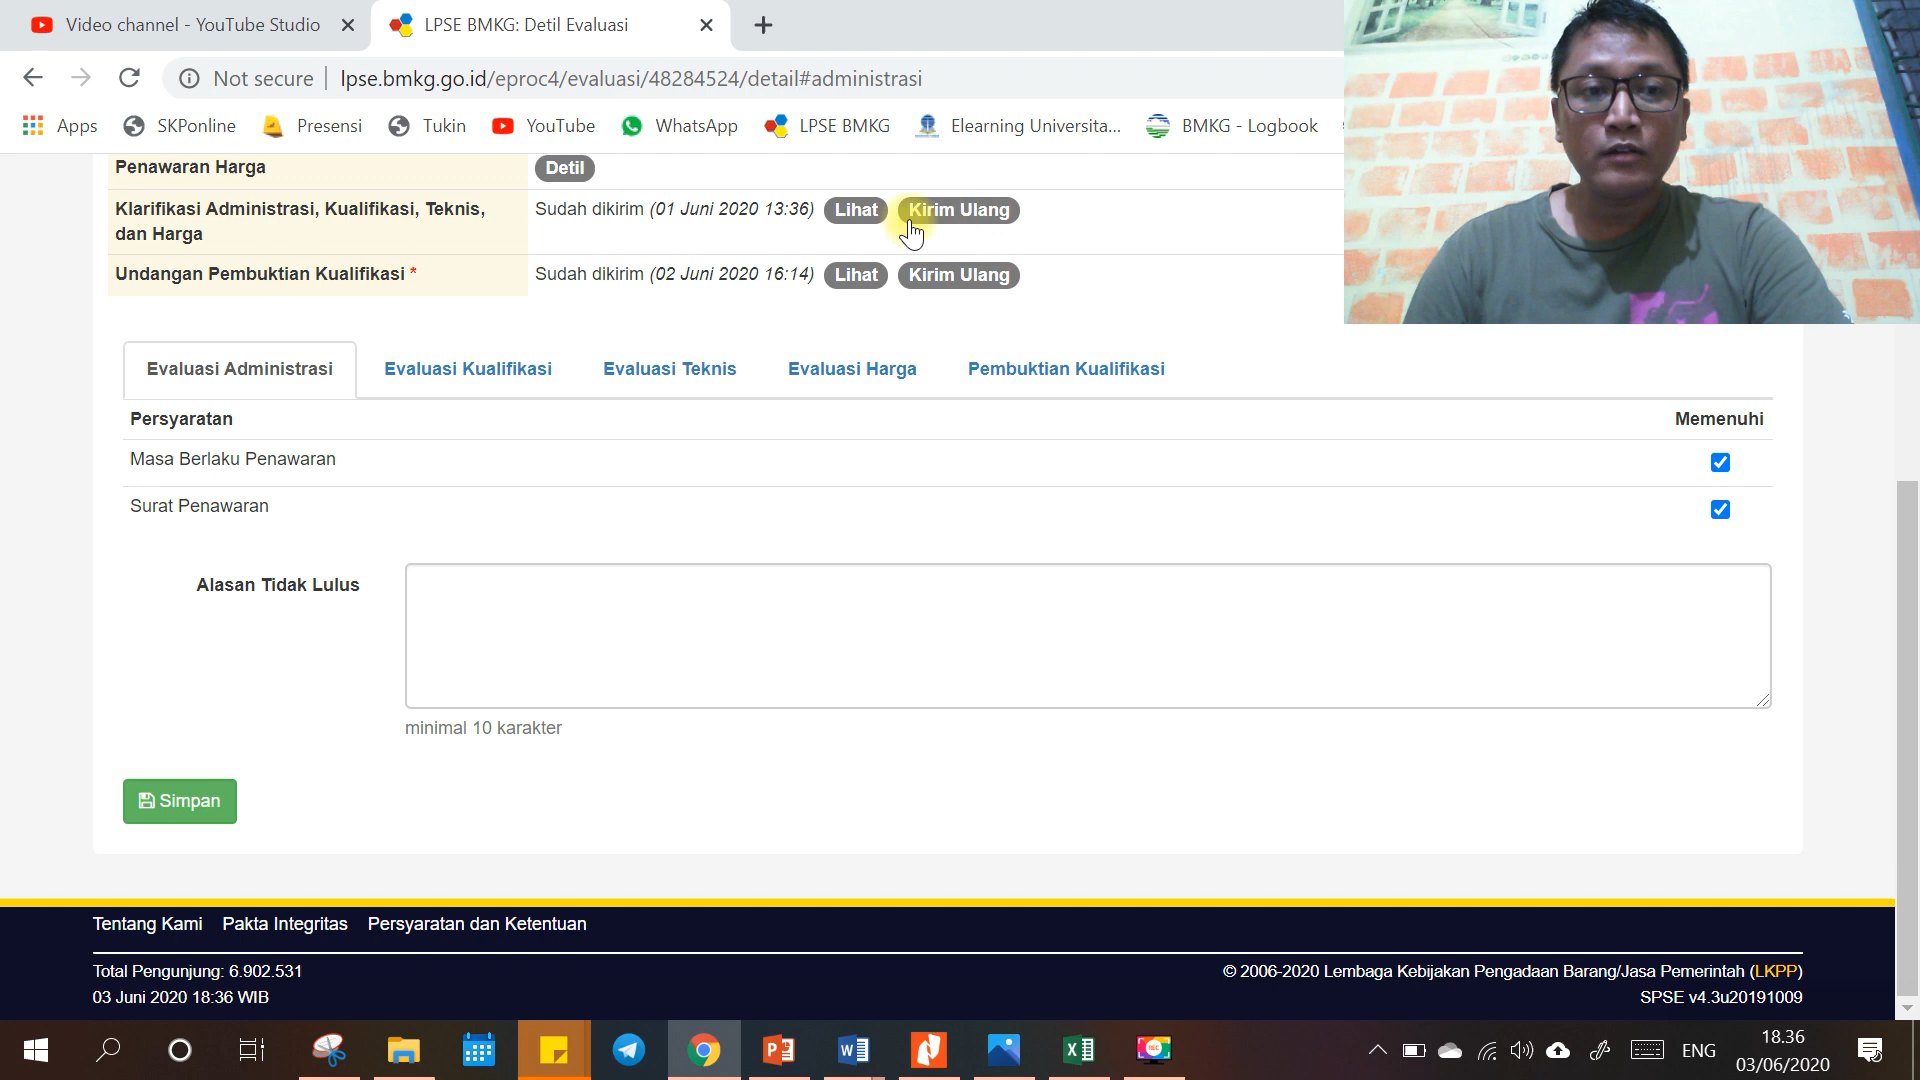 Video channel - YouTube Studio
LPSE BMKG: Detil Evaluasi
Not secure
lpse.bmkg.go.id/eproc4/evaluasi/48284524/detail#administrasi
Apps
SKPonline
Presensi
Tukin
YouTube
WhatsApp
LPSE BMKG
Elearning Universita...
BMKG - Logbook
Penawaran Harga
Detil
Klarifikasi Administrasi, Kualifikasi, Teknis,
dan Harga
Sudah dikirim (01 Juni 2020 13:36) Lihat Kirim Ulang
Undangan Pembuktian Kualifikasi *
Sudah dikirim (02 Juni 2020 16:14) Lihat Kirim Ulang
Evaluasi Administrasi
Evaluasi Kualifikasi
Evaluasi Teknis
Evaluasi Harga
Pembuktian Kualifikasi
Persyaratan
Memenuhi
Masa Berlaku Penawaran
Surat Penawaran
Alasan Tidak Lulus
minimal 10 karakter
Simpan
Tentang Kami Pakta Integritas Persyaratan dan Ketentuan
Total Pengunjung: 6.902.531
03 Juni 2020 18:36 WIB
© 2006-2020 Lembaga Kebijakan Pengadaan Barang/Jasa Pemerintah (LKPP)
SPSE v4.3u20191009
ENG
18.36
03/06/2020